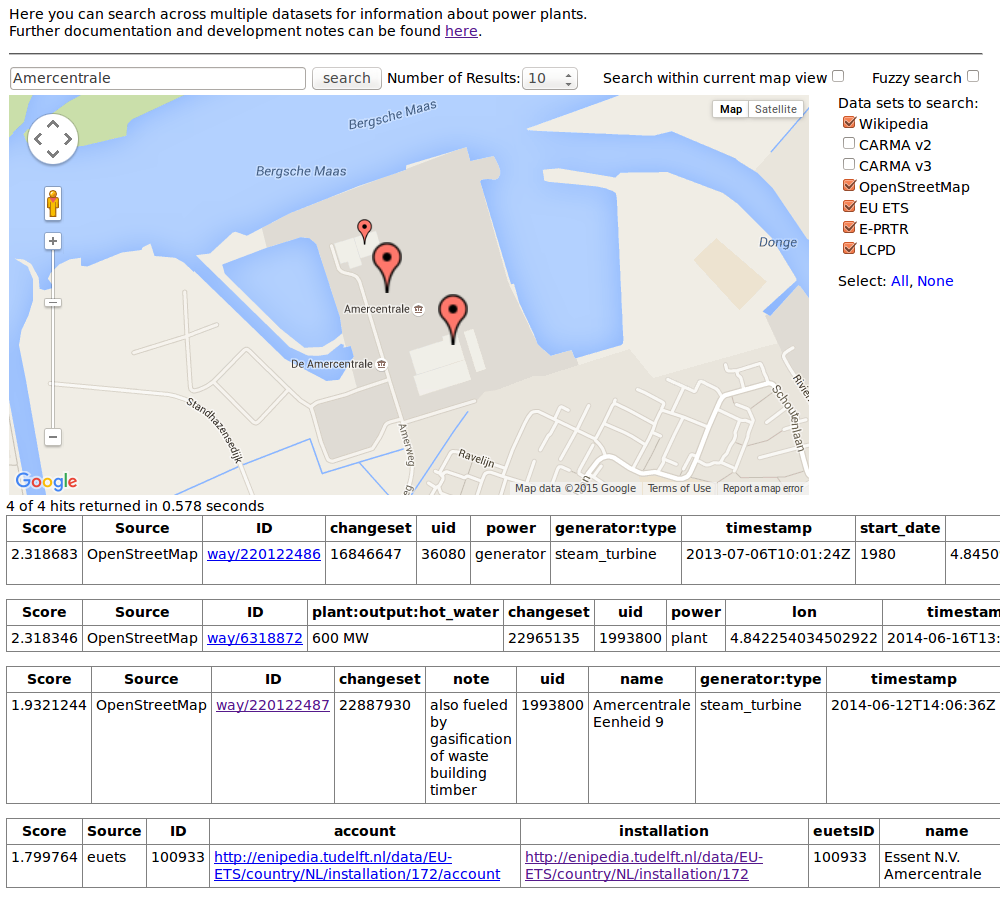 Here you can search across multiple datasets for information about power plants.
Further documentation and development notes can be found here.
Amercentrale search Number of Results: 10 Search within current map view Fuzzy search
Data sets to search:
Wikipedia
CARMA v2
CARMA v3
OpenStreetMap
EU ETS
E-PRTR
LCPD
Select: All, None
Map Satellite
Bergsche Maas
Bergsche Maas
Donge
Amercentrale
De Amercentrale
Standhazensedijk
Amerweg
Ravelijn
Schoutenlaan
Google
Map data ©2015 Google Terms of Use Report a map error
4 of 4 hits returned in 0.578 seconds
Score Source ID changeset uid power generator:type timestamp start_date
2.318683 OpenStreetMap way/220122486 16846647 36080 generator steam_turbine 2013-07-06T10:01:24Z 1980 4.8450
Score Source ID plant:output:hot_water changeset uid power lon timestam
2.318346 OpenStreetMap way/6318872 600 MW 22965135 1993800 plant 4.842254034502922 2014-06-16T13:
Score Source ID changeset note uid name generator:type timestamp
1.9321244 OpenStreetMap way/220122487 22887930 also fueled 1993800 Amercentrale steam_turbine 2014-06-12T14:06:36Z
by Eenheid 9
gasification
of waste
building
timber
Score Source ID account installation euetsID name
1.799764 euets 100933 http://enipedia.tudelft.nl/data/EU- http://enipedia.tudelft.nl/data/EU- 100933 Essent N.V.
ETS/country/NL/installation/172/account ETS/country/NL/installation/172 Amercentrale